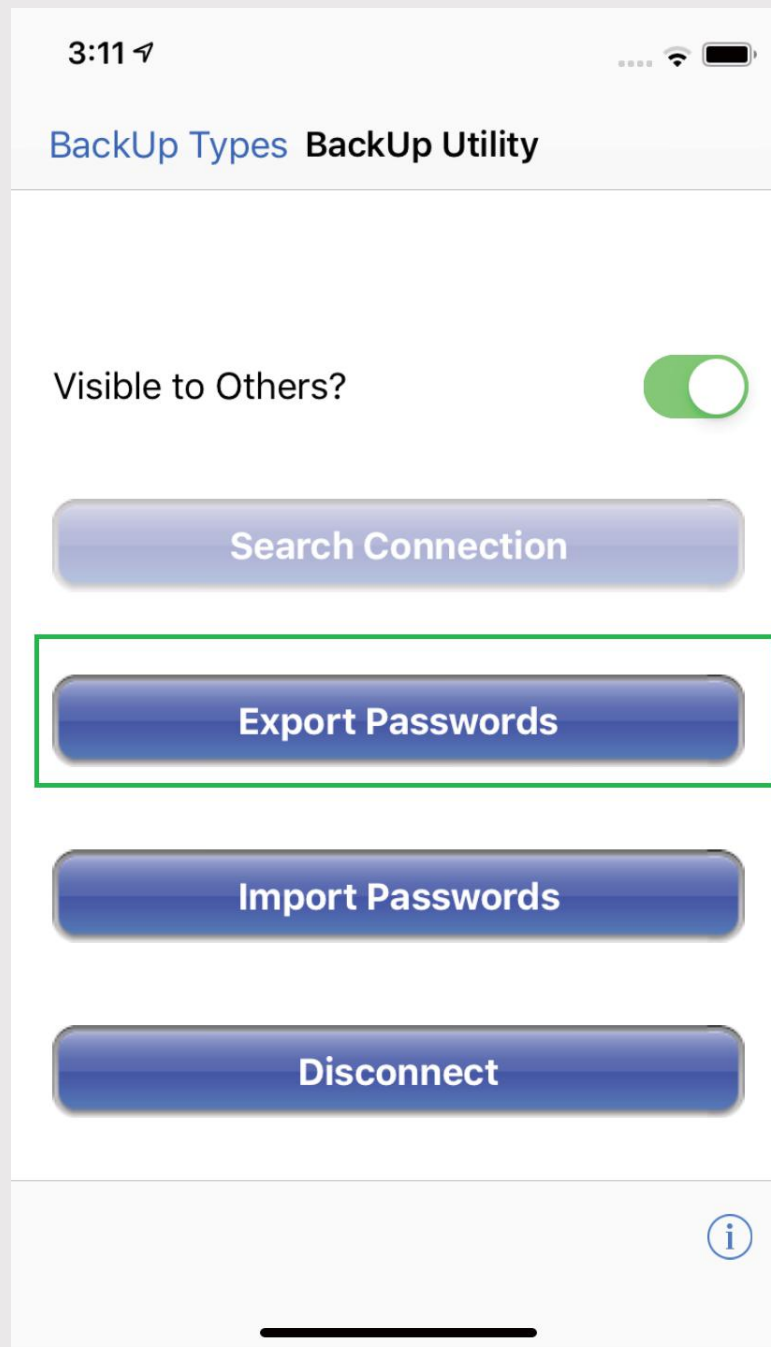 3:11
BackUp Types BackUp Utility
Visible to Others?
Search Connection
Export Passwords
Import Passwords
Disconnect
i